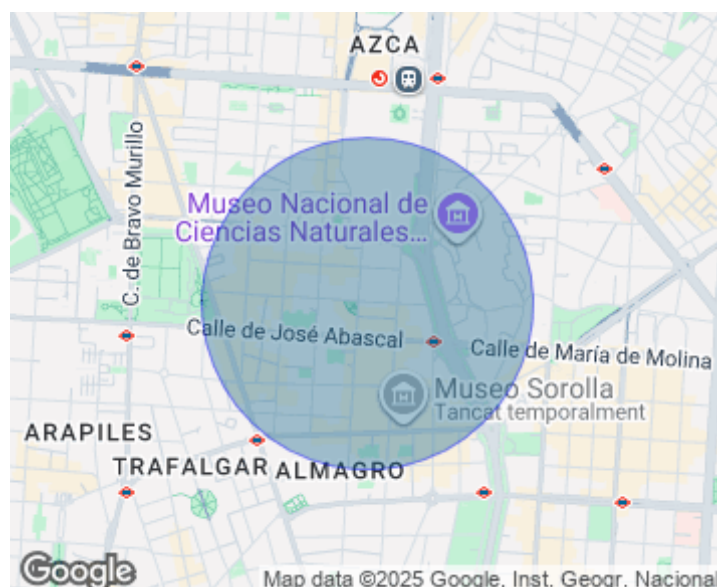 AZCA
C. de Bravo Murillo
Museo Nacional de
Ciencias Naturales...
Calle de José Abascal
Calle de María de Molina
Museo Sorolla
Tancat temporalment
ARAPILES
TRAFALGAR
ALMAGRO
Google
Map data ©2025 Google, Inst. Geogr. Nacional